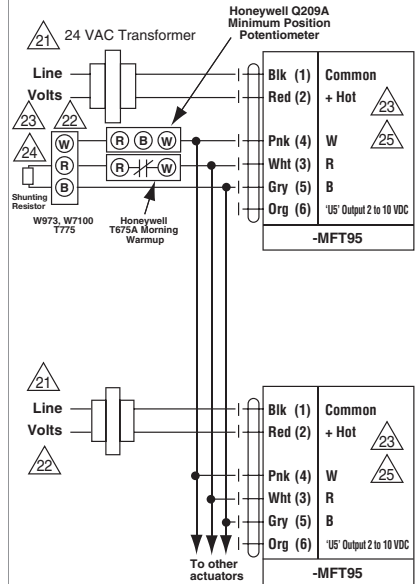 Honeywell Q209A
Minimum Position
Potentiometer
21
24 VAC Transformer
Line
Volts
Blk (1) Common
Red (2) + Hot
23
23
22
24
W
R
B
R B W
R W
Pnk (4) W
25
Wht (3) R
Gry (5) B
Org (6) 'U5' Output 2 to 10 VDC
-MFT95
Shunting
Resistor
W973, W7100
T775
Honeywell
T675A Morning
Warmup
21
Line
Volts
22
Blk (1) Common
Red (2) + Hot
23
Pnk (4) W
25
Wht (3) R
Gry (5) B
Org (6) 'U5' Output 2 to 10 VDC
-MFT95
To other
actuators